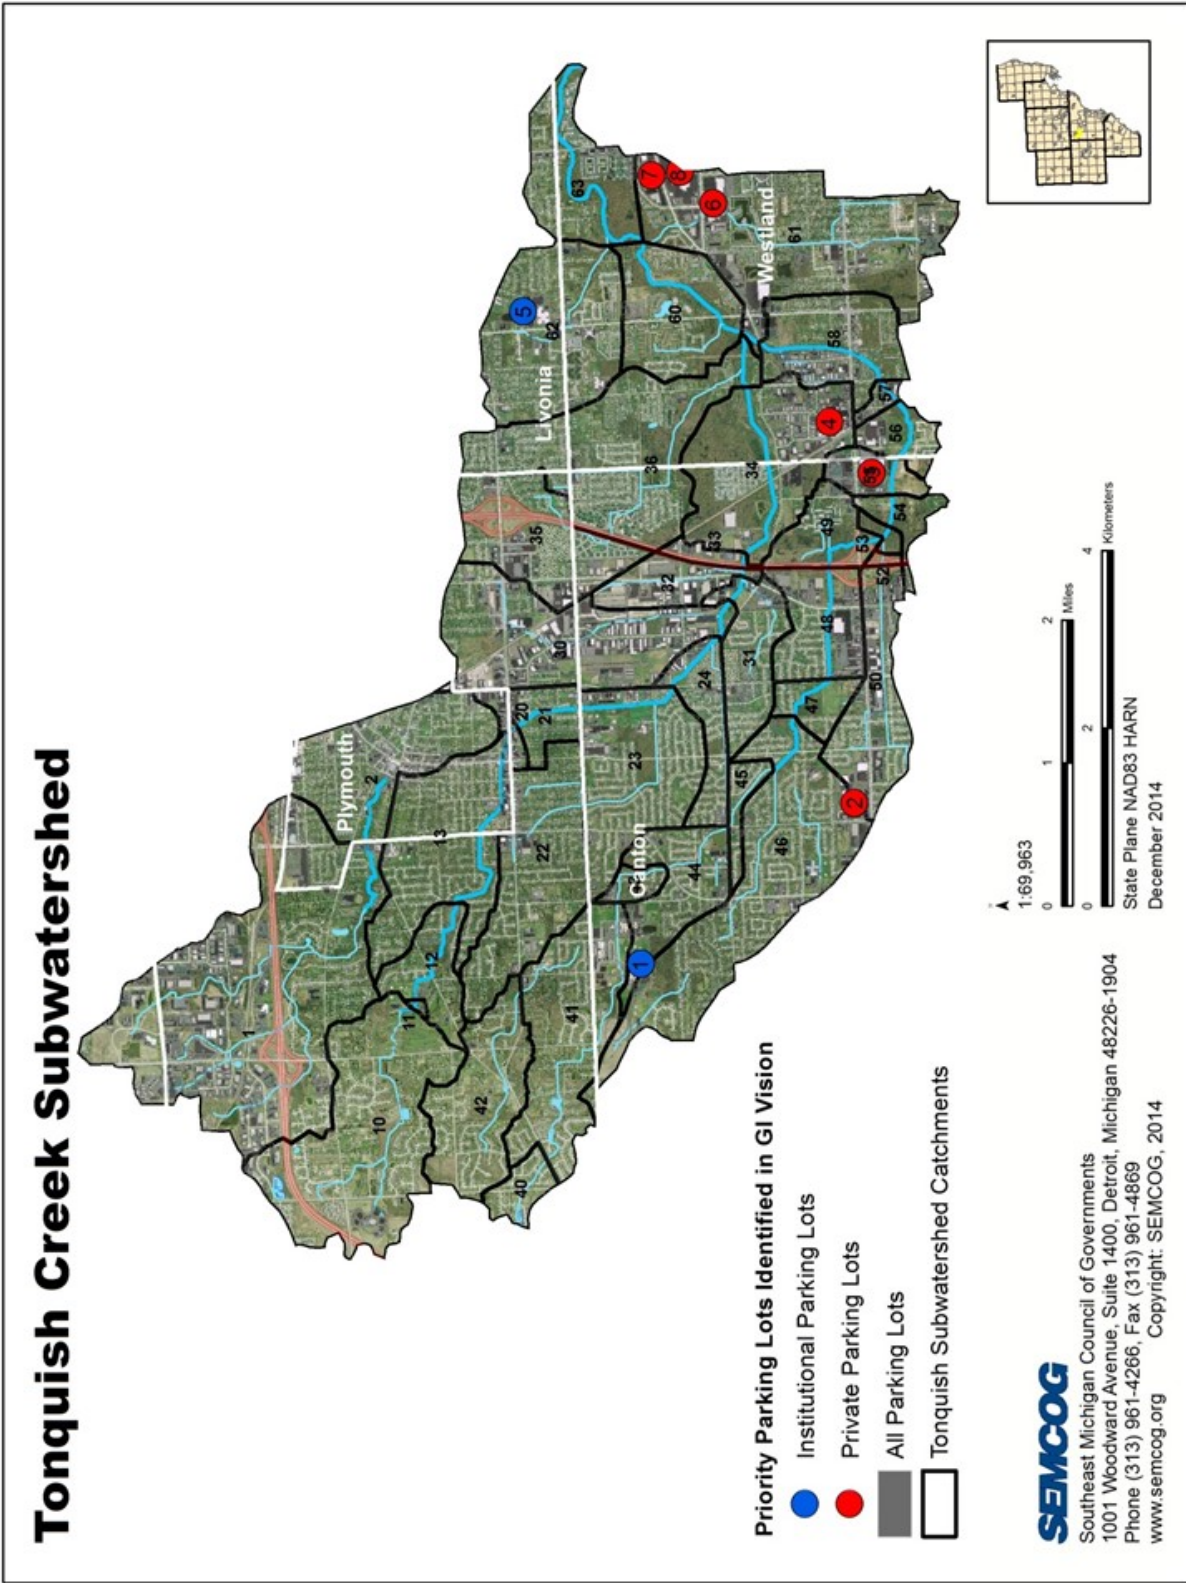 Tonquish Creek Subwatershed
1
2
Plymouth
10
11
12
13
20
21
22
23
24
30
31
32
33
34
35
36
40
41
42
44
45
46
47
48
49
50
52
53
54
56
57
58
60
61
62
63
Livonia
Canton
Westland
1
2
4
5
6
7
8
Priority Parking Lots Identified in GI Vision
Institutional Parking Lots
Private Parking Lots
All Parking Lots
Tonquish Subwatershed Catchments
1:69,963
0 1 2
Miles
0 2 4
Kilometers
State Plane NAD83 HARN
December 2014
SEMCOG
Southeast Michigan Council of Governments
1001 Woodward Avenue, Suite 1400, Detroit, Michigan 48226-1904
Phone (313) 961-4266, Fax (313) 961-4869
www.semcog.org Copyright: SEMCOG, 2014